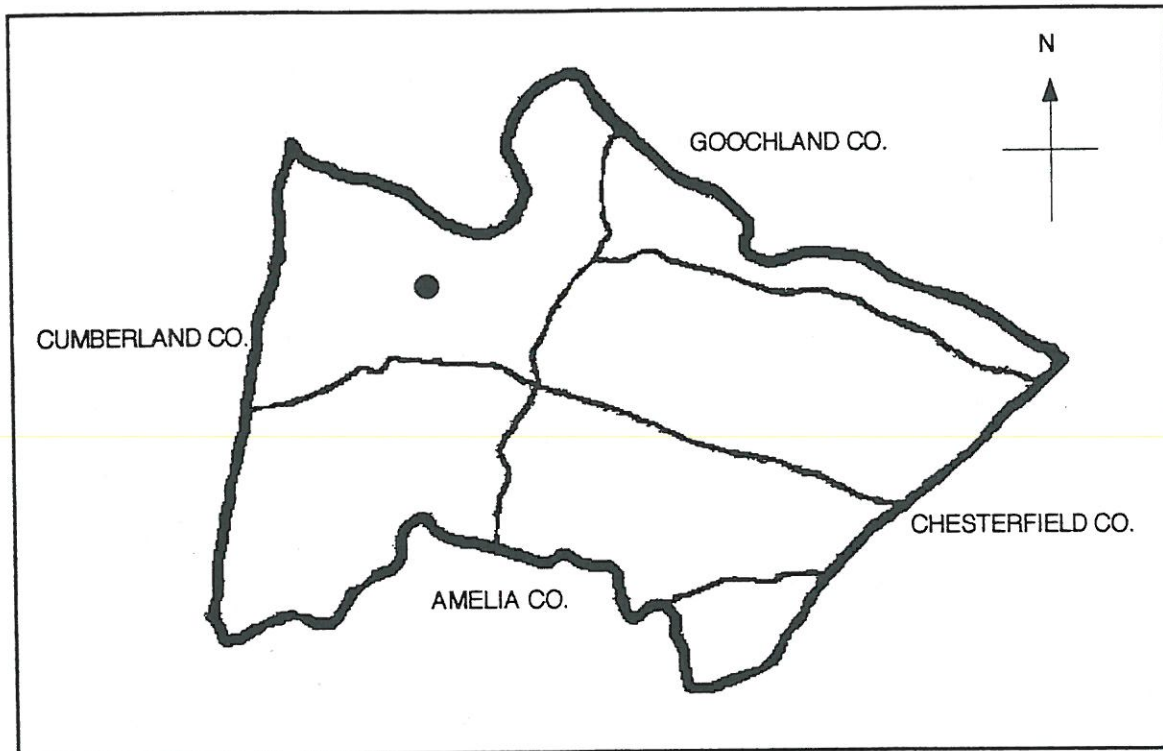 N
GOOCHLAND CO.
CUMBERLAND CO.
CHESTERFIELD CO.
AMELIA CO.